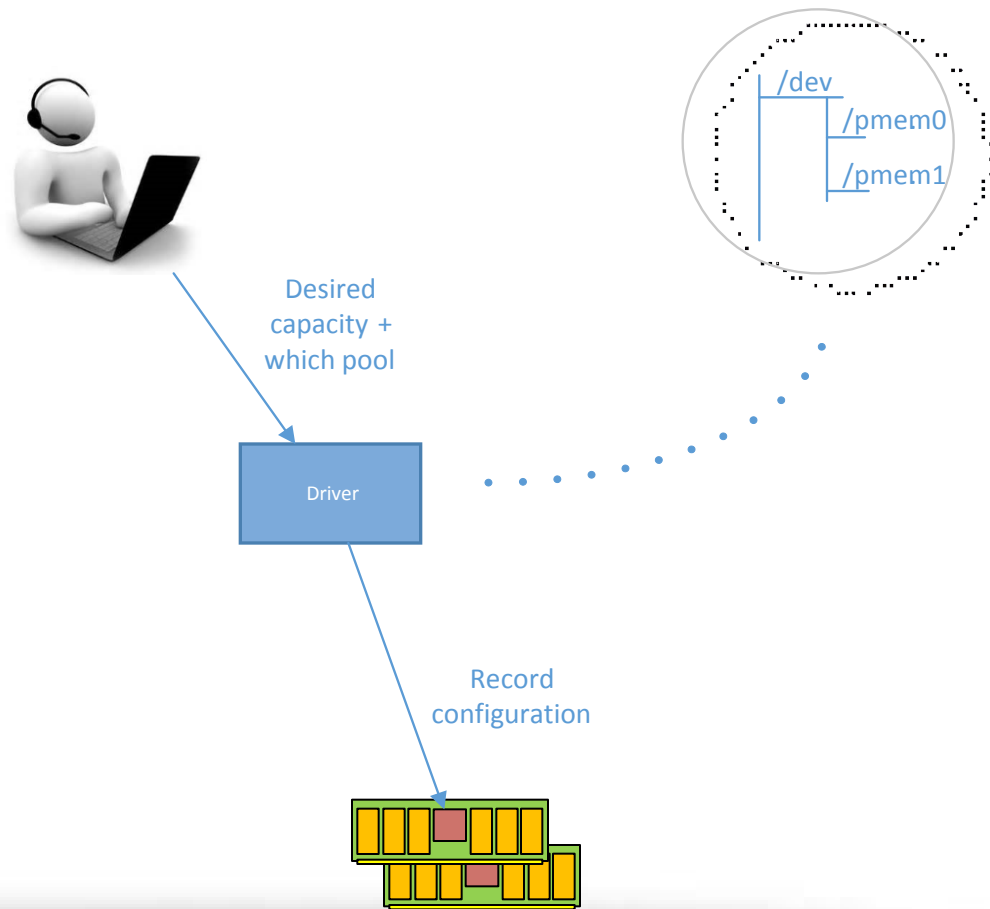 /dev
/pmem0
/pmem1
Desired
capacity +
which pool
Driver
Record
configuration